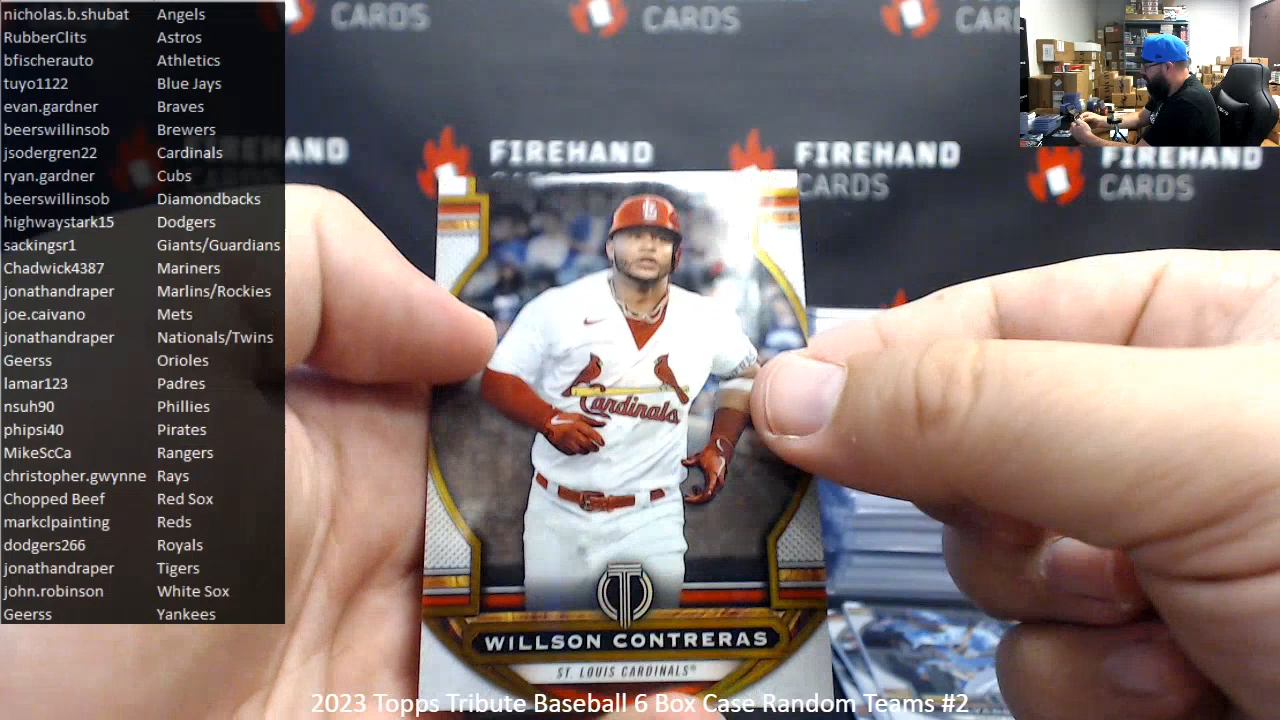 nicholas.b.shubat Angels
RubberClits Astros
bfischerauto Athletics
tuyo1122 Blue Jays
evan.gardner Braves
beerswillinsob Brewers
jsodergren22 Cardinals
ryan.gardner Cubs
beerswillinsob Diamondbacks
highwaystark15 Dodgers
sackingsr1 Giants/Guardians
Chadwick4387 Mariners
jonathandraper Marlins/Rockies
joe.caivano Mets
jonathandraper Nationals/Twins
Geerss Orioles
lamar123 Padres
nsuh90 Phillies
phipsi40 Pirates
MikeScCa Rangers
christopher.gwynne Rays
Chopped Beef Red Sox
markclpainting Reds
dodgers266 Royals
jonathandraper Tigers
john.robinson White Sox
Geerss Yankees
CARDS
CARDS
CARD
HAND
FIREHAND
FIREHAND
CARDS
FIREHAND
CARDS
Cardinals
T
WILLSON CONTRERAS
ST. LOUIS CARDINALS®
2023 Topps Tribute Baseball 6 Box Case Random Teams #2